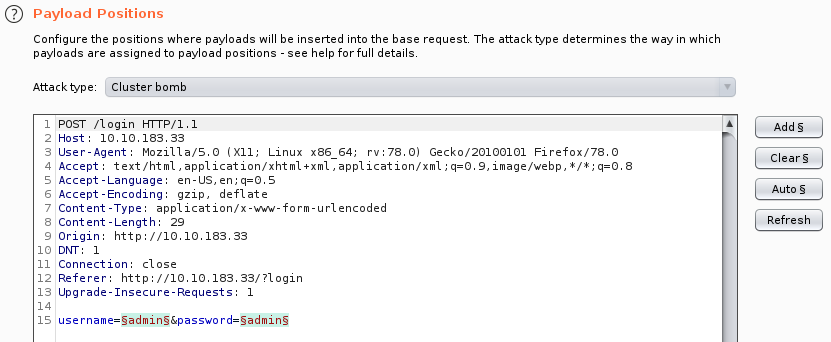 ? Payload Positions
Configure the positions where payloads will be inserted into the base request. The attack type determines the way in which
payloads are assigned to payload positions - see help for full details.
Attack type: Cluster bomb
1 POST /login HTTP/1.1
2 Host: 10.10.183.33
3 User-Agent: Mozilla/5.0 (X11; Linux x86_64; rv:78.0) Gecko/20100101 Firefox/78.0
4 Accept: text/html,application/xhtml+xml,application/xml;q=0.9,image/webp,*/*;q=0.8
5 Accept-Language: en-US,en;q=0.5
6 Accept-Encoding: gzip, deflate
7 Content-Type: application/x-www-form-urlencoded
8 Content-Length: 29
9 Origin: http://10.10.183.33
10 DNT: 1
11 Connection: close
12 Referer: http://10.10.183.33/?login
13 Upgrade-Insecure-Requests: 1
14
15 username=§admin§&password=§admin§
Add §
Clear §
Auto §
Refresh